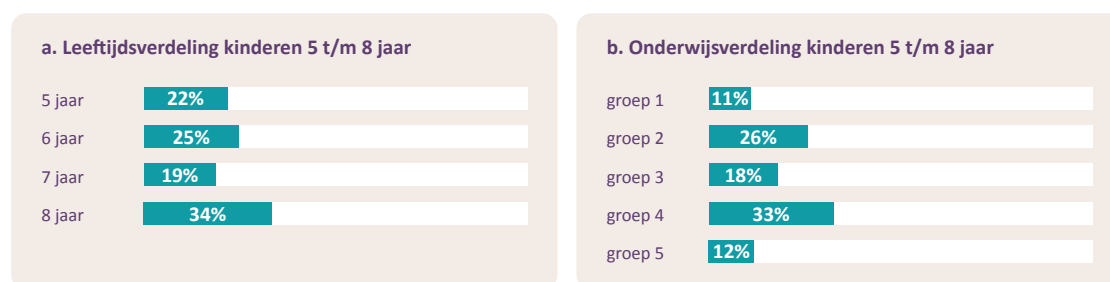 a. Leeftijdsverdeling kinderen 5 t/m 8 jaar
5 jaar 22%
6 jaar 25%
7 jaar 19%
8 jaar 34%
b. Onderwijsverdeling kinderen 5 t/m 8 jaar
groep 1 11%
groep 2 26%
groep 3 18%
groep 4 33%
groep 5 12%